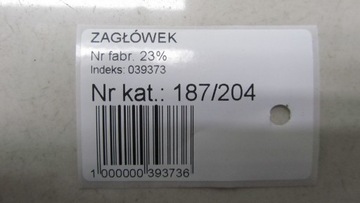 ZAGŁÓWEK
Nr fabr. 23%
Indeks: 039373
Nr kat.: 187/204
1 000000 393736